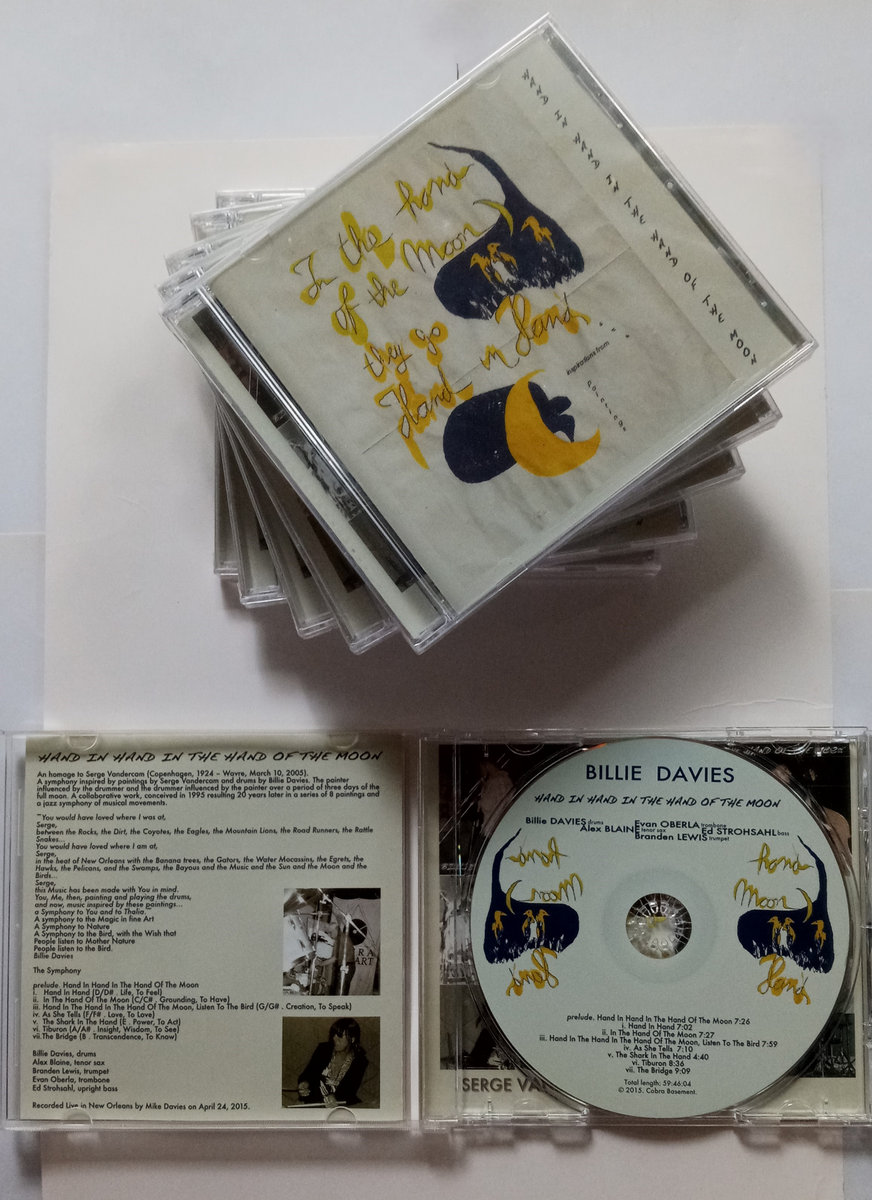 HAND IN HAND IN THE HAND OF THE MOON
In the hand
of the Moon
they go
Hand in Hand
inspirations from
paintings
HAND IN HAND IN THE HAND OF THE MOON
An homage to Serge Vandercam (Copenhagen, 1924 – Wavre, March 10, 2005).
A symphony inspired by paintings by Serge Vandercam and drums by Billie Davies. The painter
influenced by the drummer and the drummer influenced by the painter over a period of three days of the
full moon. A collaborative work, conceived in 1995 resulting 20 years later in a series of 8 paintings and
a jazz symphony of musical movements.
"You would have loved where I was at,
Serge,
between the Rocks, the Dirt, the Coyotes, the Eagles, the Mountain Lions, the Road Runners, the Rattle
Snakes...
You would have loved where I am at,
Serge,
in the heat of New Orleans with the Banana trees, the Gators, the Water Mocassins, the Egrets, the
Hawks, the Pelicans, and the Swamps, the Bayous and the Music and the Sun and the Moon and the
Birds...
Serge,
this Music has been made with You in mind.
You, Me, then, painting and playing the drums,
and now, music inspired by these paintings...
a Symphony to You and to Thalia.
A symphony to the Magic in fine Art
A Symphony to Nature
A Symphony to the Bird, with the Wish that
People listen to Mother Nature
People listen to the Bird.
Billie Davies
The Symphony
prelude. Hand In Hand In The Hand Of The Moon
i. Hand In Hand (D/D# . Life, To Feel)
ii. In The Hand Of The Moon (C/C# . Grounding, To Have)
iii. Hand In Hand In The Hand Of The Moon, Listen To The Bird (G/G# . Creation, To Speak)
iv. As She Tells (F/F# . Love, To Love)
v. The Shark In The Hand (E . Power, To Act)
vi. Tiburon (A/A# . Insight, Wisdom, To See)
vii.The Bridge (B . Transcendence, To Know)
Billie Davies, drums
Alex Blaine, tenor sax
Branden Lewis, trumpet
Evan Oberla, trombone
Ed Strohsahl, upright bass
Recorded Live in New Orleans by Mike Davies on April 24, 2015.
RA
ART
HAND OF THE MOON
BILLIE DAVIES
HAND IN HAND IN THE HAND OF THE MOON
Billie DAVIES drums Evan OBERLA trombone
Alex BLAINE tenor sax Ed STROHSAHL bass
Branden LEWIS trumpet
hand
Moon
Hand
hand
Moon
Hand
prelude. Hand In Hand In The Hand Of The Moon 7:26
i. Hand In Hand 7:02
ii. In The Hand Of The Moon 7:27
iii. Hand In Hand In The Hand Of The Moon, Listen To The Bird 7:59
iv. As She Tells 7:10
v. The Shark In The Hand 4:40
vi. Tiburon 8:36
vii. The Bridge 9:09
Total length: 59:46:04
© 2015. Cobra Basement.
SERGE VAN